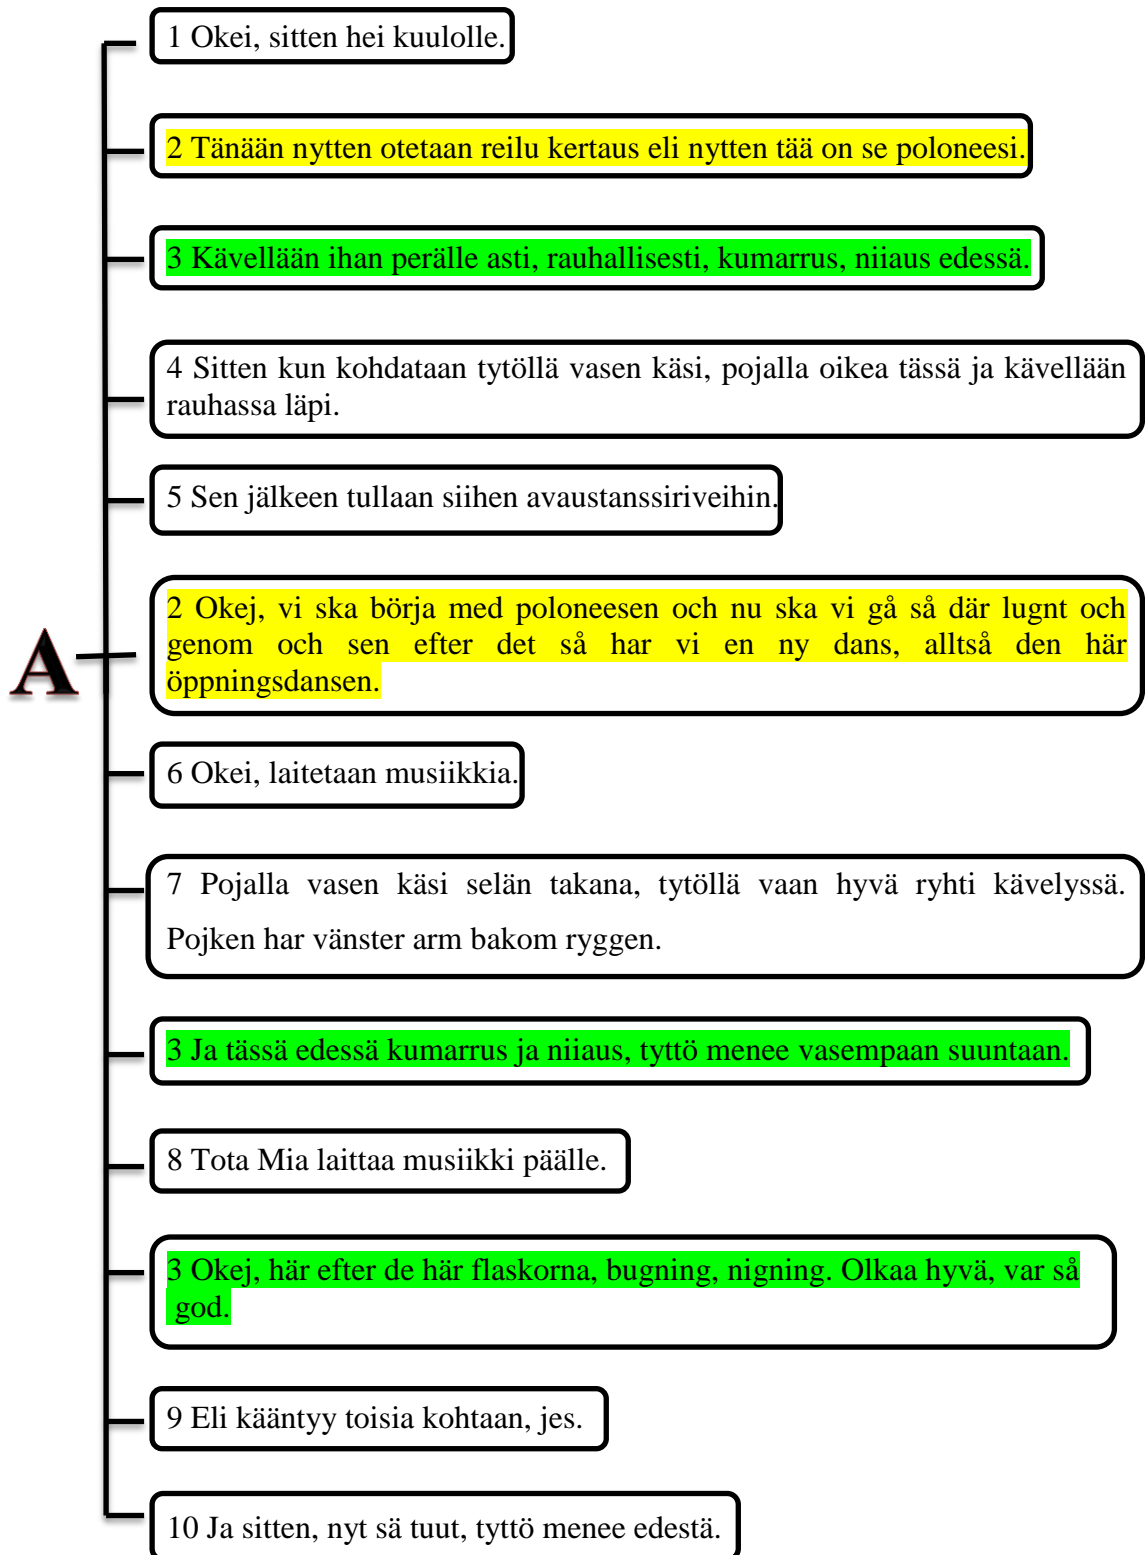 1 Okei, sitten hei kuulolle.
2 Tänään nytten otetaan reilu kertaus eli nytten tää on se poloneesi.
3 Kävellään ihan perälle asti, rauhallisesti, kumarrus, niiaus edessä.
4 Sitten kun kohdataan tytöllä vasen käsi, pojalla oikea tässä ja kävellään
rauhassa läpi.
5 Sen jälkeen tullaan siihen avaustanssiriveihin.
A
2 Okej, vi ska börja med poloneesen och nu ska vi gå så där lugnt och
genom och sen efter det så har vi en ny dans, alltså den här
öppningsdansen.
6 Okei, laitetaan musiikkia.
7 Pojalla vasen käsi selän takana, tytöllä vaan hyvä ryhti kävelyssä.
Pojken har vänster arm bakom ryggen.
3 Ja tässä edessä kumarrus ja niiaus, tyttö menee vasempaan suuntaan.
8 Tota Mia laittaa musiikki päälle.
3 Okej, här efter de här flaskorna, bugning, nigning. Olkaa hyvä, var så
god.
9 Eli kääntyy toisia kohtaan, jes.
10 Ja sitten, nyt sä tuut, tyttö menee edestä.